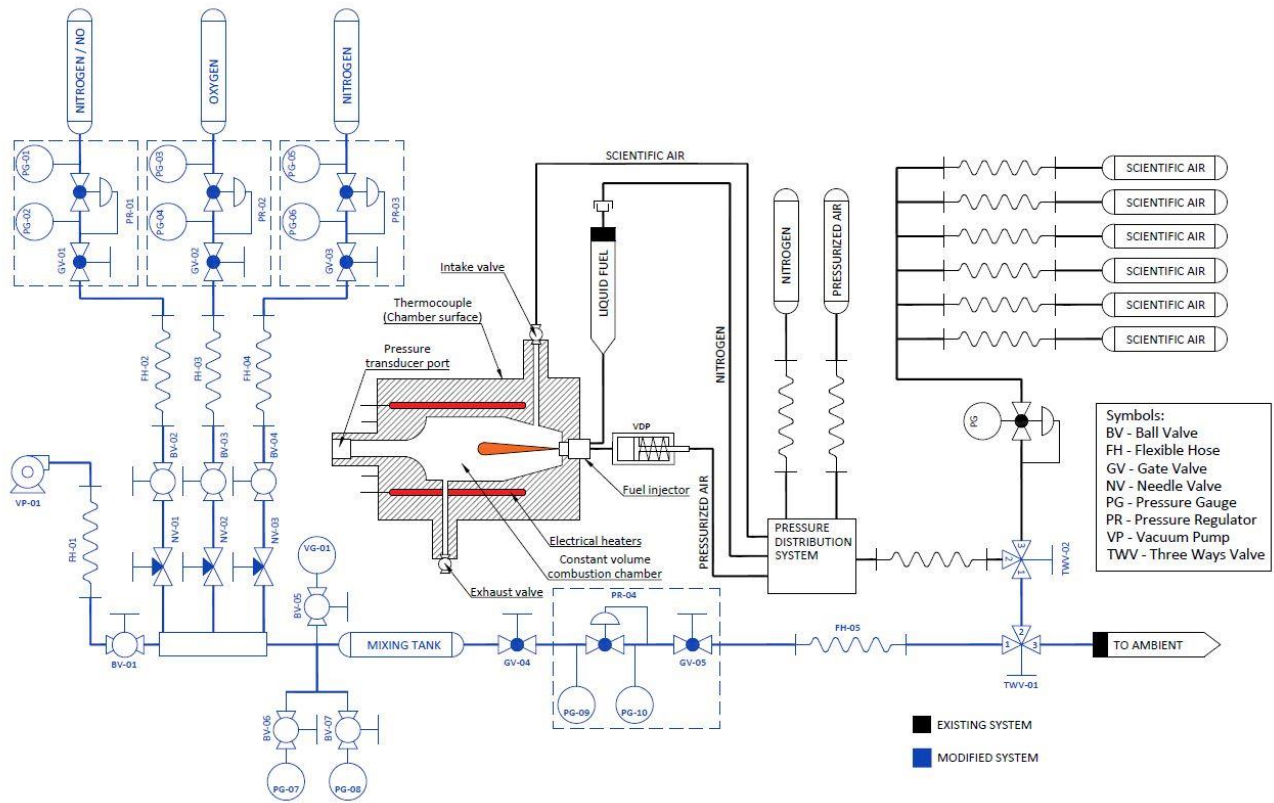 NITROGEN / NO
OXYGEN
NITROGEN
PG-01
PG-02
PR-01
GV-01
PG-03
PG-04
PR-02
GV-02
PG-05
PG-06
PR-03
GV-03
FH-02
FH-03
FH-04
BV-02
BV-03
BV-04
NV-01
NV-02
NV-03
VP-01
FH-01
BV-01
VG-01
BV-05
BV-06
BV-07
PG-07
PG-08
MIXING TANK
GV-04
PR-04
GV-05
PG-09
PG-10
FH-05
1
2
3
TWV-01
TO AMBIENT
SCIENTIFIC AIR
Intake valve
Thermocouple
(Chamber surface)
Pressure
transducer port
LIQUID FUEL
NITROGEN
VDP
Fuel injector
PRESSURIZED AIR
Electrical heaters
Constant volume
combustion chamber
Exhaust valve
NITROGEN
PRESSURIZED AIR
PRESSURE
DISTRIBUTION
SYSTEM
SCIENTIFIC AIR
SCIENTIFIC AIR
SCIENTIFIC AIR
SCIENTIFIC AIR
SCIENTIFIC AIR
SCIENTIFIC AIR
PG
3
2
1
TWV-02
Symbols:
BV - Ball Valve
FH - Flexible Hose
GV - Gate Valve
NV - Needle Valve
PG - Pressure Gauge
PR - Pressure Regulator
VP - Vacuum Pump
TWV - Three Ways Valve
EXISTING SYSTEM
MODIFIED SYSTEM